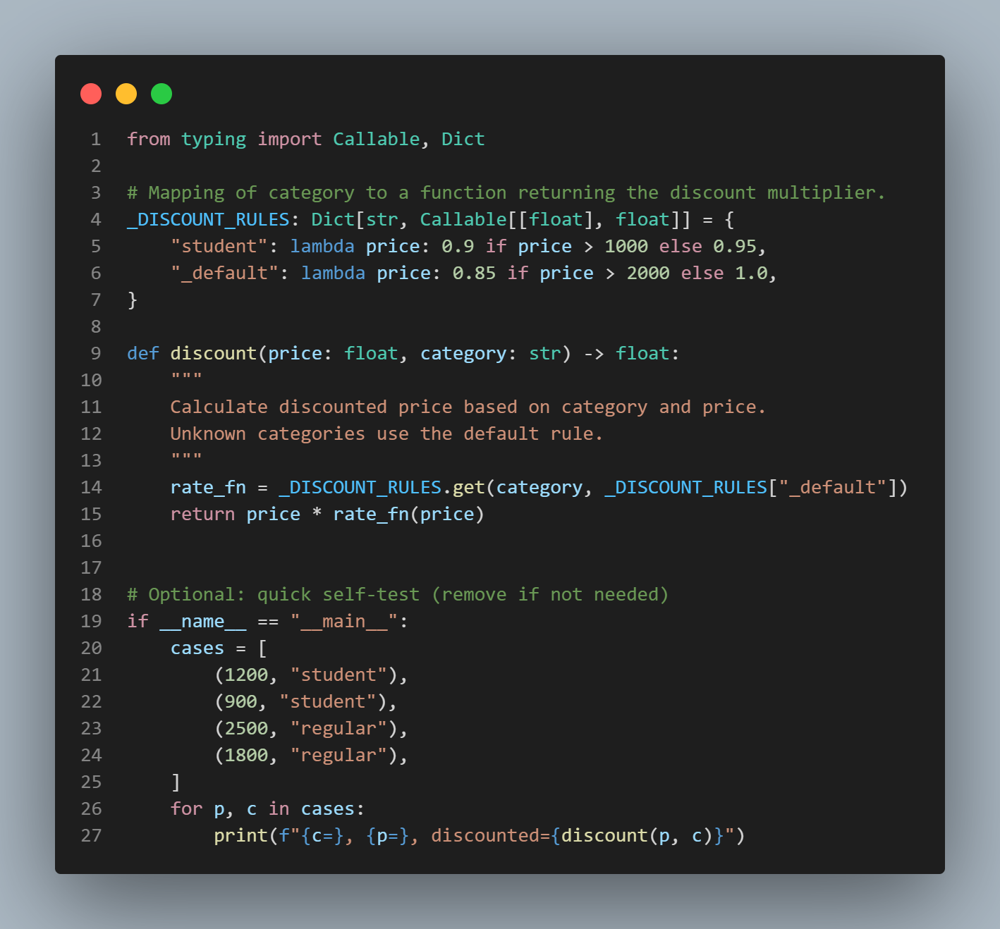 1 from typing import Callable, Dict
2
3 # Mapping of category to a function returning the discount multiplier.
4 _DISCOUNT_RULES: Dict[str, Callable[[float], float]] = {
5     "student": lambda price: 0.9 if price > 1000 else 0.95,
6     "_default": lambda price: 0.85 if price > 2000 else 1.0,
7 }
8
9 def discount(price: float, category: str) -> float:
10     """
11     Calculate discounted price based on category and price.
12     Unknown categories use the default rule.
13     """
14     rate_fn = _DISCOUNT_RULES.get(category, _DISCOUNT_RULES["_default"])
15     return price * rate_fn(price)
16
17
18 # Optional: quick self-test (remove if not needed)
19 if __name__ == "__main__":
20     cases = [
21         (1200, "student"),
22         (900, "student"),
23         (2500, "regular"),
24         (1800, "regular"),
25     ]
26     for p, c in cases:
27         print(f"{c=}, {p=}, discounted={discount(p, c)}")